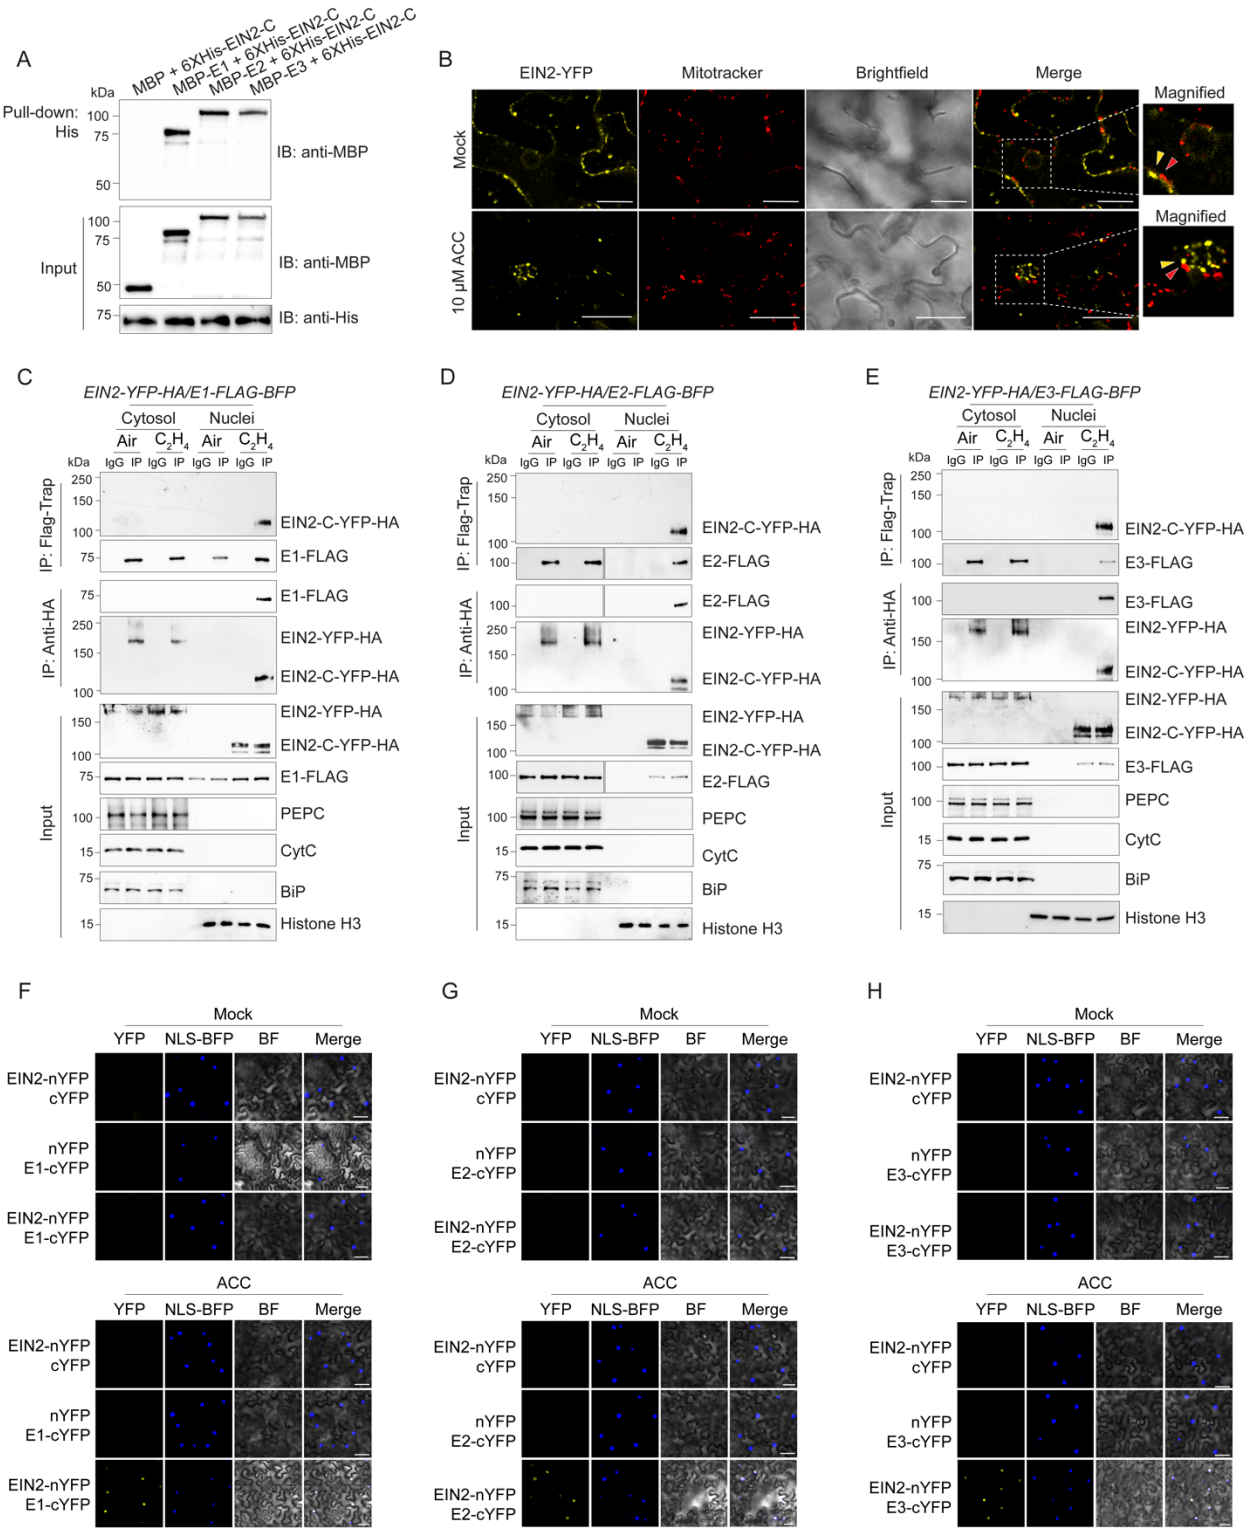 A
MBP + 6XHis-EIN2-C
MBP-E1 + 6XHis-EIN2-C
MBP-E2 + 6XHis-EIN2-C
MBP-E3 + 6XHis-EIN2-C
kDa
Pull-down:
His
100
75
50
IB: anti-MBP
Input
100
75
50
IB: anti-MBP
75
IB: anti-His
B
EIN2-YFP
Mitotracker
Brightfield
Merge
Magnified
Mock
Magnified
10 µM ACC
C
EIN2-YFP-HA/E1-FLAG-BFP
Cytosol Nuclei
Air C2H4 Air C2H4
kDa IgG IP IgG IP IgG IP IgG IP
IP: Flag-Trap
250
150
100
EIN2-C-YFP-HA
75
E1-FLAG
IP: Anti-HA
75
E1-FLAG
250
EIN2-YFP-HA
150
EIN2-C-YFP-HA
100
Input
EIN2-YFP-HA
150
EIN2-C-YFP-HA
100
75
E1-FLAG
100
PEPC
15
CytC
75
BiP
15
Histone H3
D
EIN2-YFP-HA/E2-FLAG-BFP
Cytosol Nuclei
Air C2H4 Air C2H4
kDa IgG IP IgG IP IgG IP IgG IP
IP: Flag-Trap
250
150
100
EIN2-C-YFP-HA
100
E2-FLAG
IP: Anti-HA
100
E2-FLAG
250
EIN2-YFP-HA
150
EIN2-C-YFP-HA
100
Input
EIN2-YFP-HA
150
EIN2-C-YFP-HA
100
100
E2-FLAG
100
PEPC
15
CytC
75
BiP
15
Histone H3
E
EIN2-YFP-HA/E3-FLAG-BFP
Cytosol Nuclei
Air C2H4 Air C2H4
kDa IgG IP IgG IP IgG IP IgG IP
IP: Flag-Trap
250
150
100
EIN2-C-YFP-HA
100
E3-FLAG
IP: Anti-HA
100
E3-FLAG
250
EIN2-YFP-HA
150
EIN2-C-YFP-HA
100
Input
EIN2-YFP-HA
150
EIN2-C-YFP-HA
100
100
E3-FLAG
100
PEPC
15
CytC
75
BiP
15
Histone H3
F
Mock
YFP NLS-BFP BF Merge
EIN2-nYFP
cYFP
nYFP
E1-cYFP
EIN2-nYFP
E1-cYFP
ACC
YFP NLS-BFP BF Merge
EIN2-nYFP
cYFP
nYFP
E1-cYFP
EIN2-nYFP
E1-cYFP
G
Mock
YFP NLS-BFP BF Merge
EIN2-nYFP
cYFP
nYFP
E2-cYFP
EIN2-nYFP
E2-cYFP
ACC
YFP NLS-BFP BF Merge
EIN2-nYFP
cYFP
nYFP
E2-cYFP
EIN2-nYFP
E2-cYFP
H
Mock
YFP NLS-BFP BF Merge
EIN2-nYFP
cYFP
nYFP
E3-cYFP
EIN2-nYFP
E3-cYFP
ACC
YFP NLS-BFP BF Merge
EIN2-nYFP
cYFP
nYFP
E3-cYFP
EIN2-nYFP
E3-cYFP